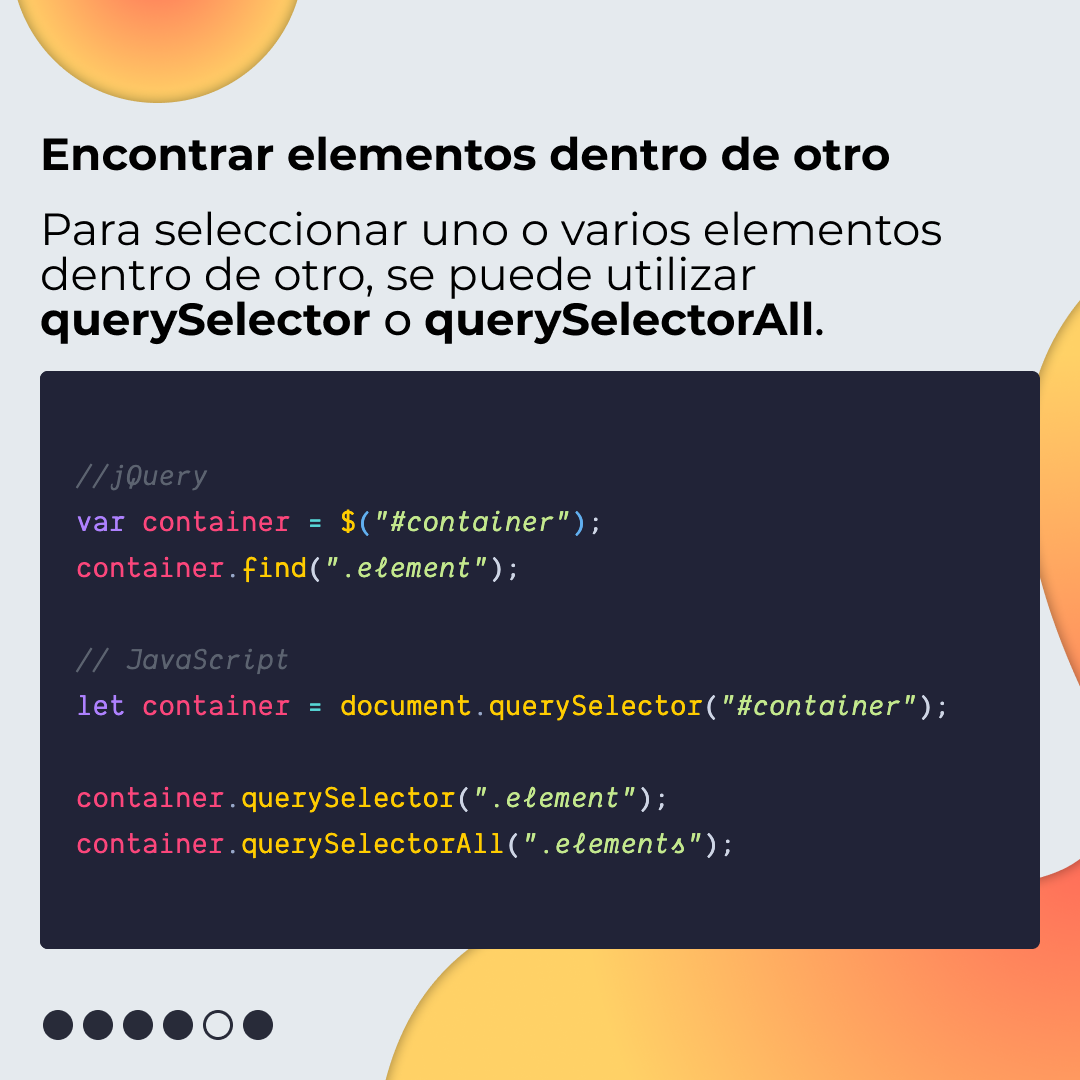 Encontrar elementos dentro de otro
Para seleccionar uno o varios elementos
dentro de otro, se puede utilizar
querySelector o querySelectorAll.
//jQuery
var container = $("#container");
container.find(".element");
// JavaScript
let container = document.querySelector("#container");
container.querySelector(".element");
container.querySelectorAll(".elements");